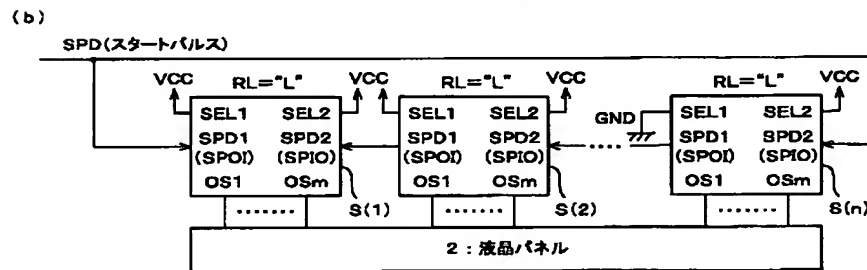 (b)
SPD(スタートパルス)
VCC RL="L" VCC RL="L" VCC RL="L" VCC
SEL1 SEL2 SEL1 SEL2 GND SEL1 SEL2
SPD1 SPD2 SPD1 SPD2 SPD1 SPD2
(SPOI) (SPIO) (SPOI) (SPIO) (SPOI) (SPIO)
OS1 OSm OS1 OSm OS1 OSm
S(1) S(2) S(n)
2:液晶パネル